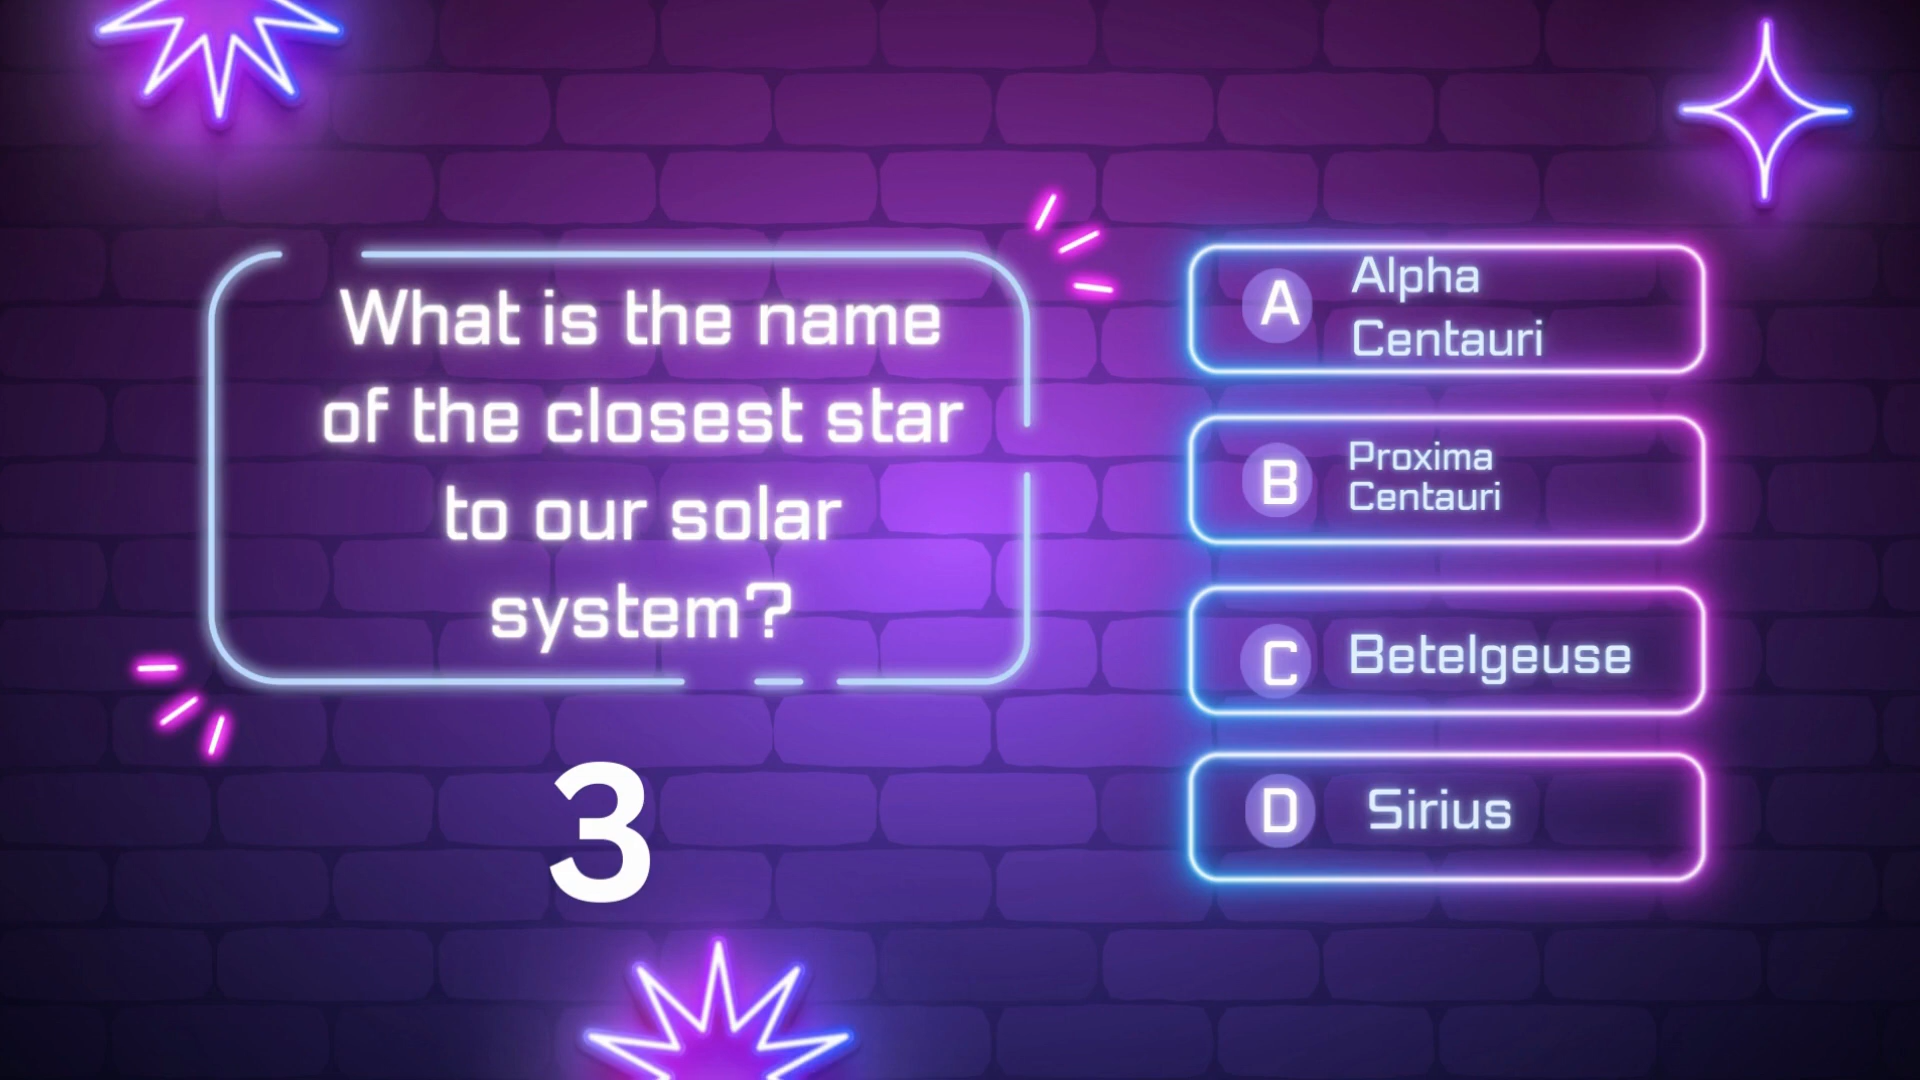 What is the name
of the closest star
to our solar
system?
3
A
Alpha
Centauri
B
Proxima
Centauri
C
Betelgeuse
D
Sirius